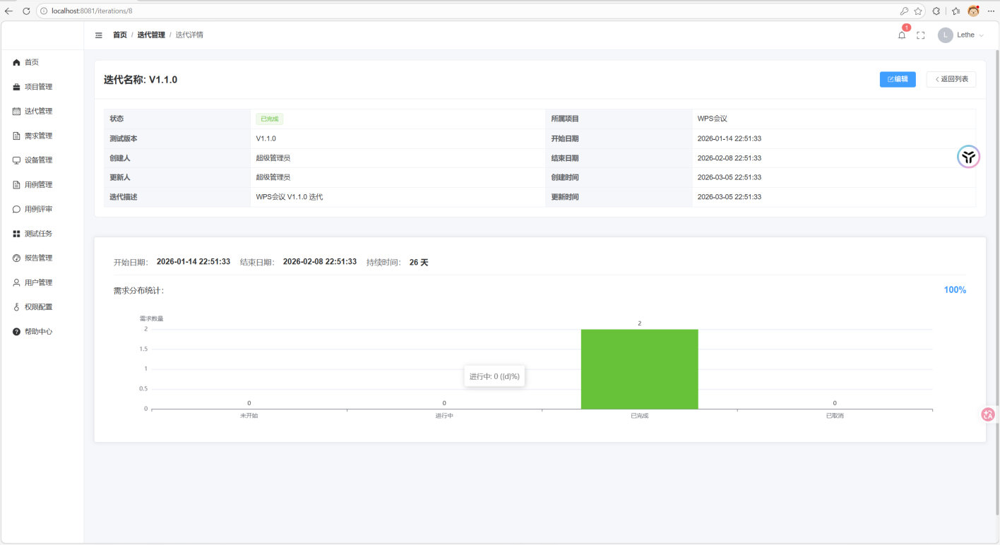 localhost:8081/iterations/8
首页 / 迭代管理 / 迭代详情
1
L Lethe
首页
项目管理
迭代管理
需求管理
设备管理
用例管理
用例评审
测试任务
报告管理
用户管理
权限配置
帮助中心
迭代名称: V1.1.0
编辑
返回列表
状态 已完成 所属项目 WPS会议
测试版本 V1.1.0 开始日期 2026-01-14 22:51:33
创建人 超级管理员 结束日期 2026-02-08 22:51:33
更新人 超级管理员 创建时间 2026-03-05 22:51:33
迭代描述 WPS会议 V1.1.0 迭代 更新时间 2026-03-05 22:51:33
开始日期: 2026-01-14 22:51:33 结束日期: 2026-02-08 22:51:33 持续时间: 26 天
需求分布统计: 100%
需求数量
2
1.5
1
0.5
0
0
0
2
0
进行中: 0 ({d}%)
未开始 进行中 已完成 已取消